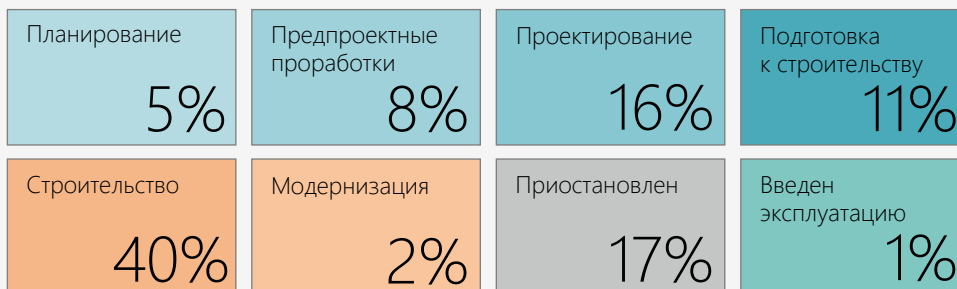 Планирование
5%
Предпроектные
проработки
8%
Проектирование
16%
Подготовка
к строительству
11%
Строительство
40%
Модернизация
2%
Приостановлен
17%
Введен
эксплуатацию
1%